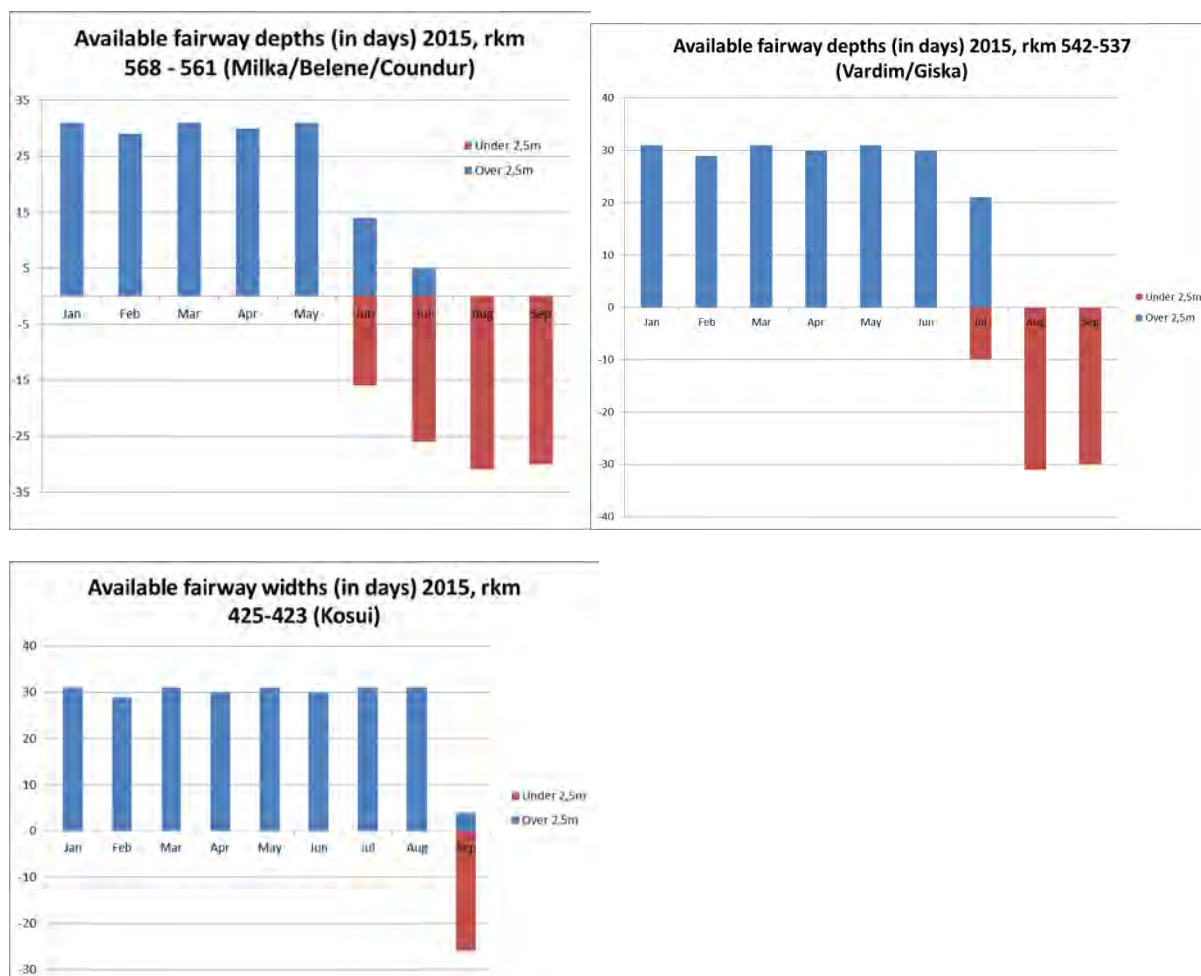 Available fairway depths (in days) 2015, rkm
568 - 561 (Milka/Belene/Coundur)
35
25
15
5
-5
-15
-25
-35
Jan Feb Mar Apr May Jun Jul Aug Sep
Under 2,5m
Over 2,5m
Available fairway depths (in days) 2015, rkm 542-537
(Vardim/Giska)
40
30
20
10
0
-10
-20
-30
-40
Jan Feb Mar Apr May Jun Jul Aug Sep
Under 2,5m
Over 2,5m
Available fairway widths (in days) 2015, rkm
425-423 (Kosui)
40
30
20
10
0
-10
-20
-30
Jan Feb Mar Apr May Jun Jul Aug Sep
Under 2,5m
Over 2,5m